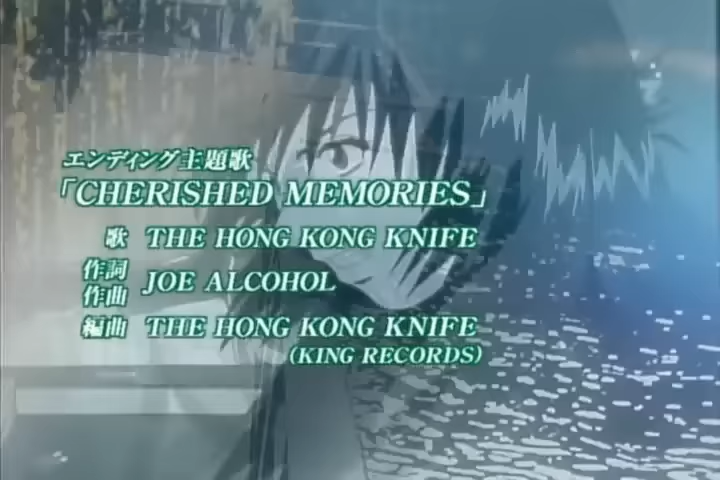 エンディング主題歌
「CHERISHED MEMORIES」
歌 THE HONG KONG KNIFE
作詞
作曲 JOE ALCOHOL
編曲 THE HONG KONG KNIFE
(KING RECORDS)